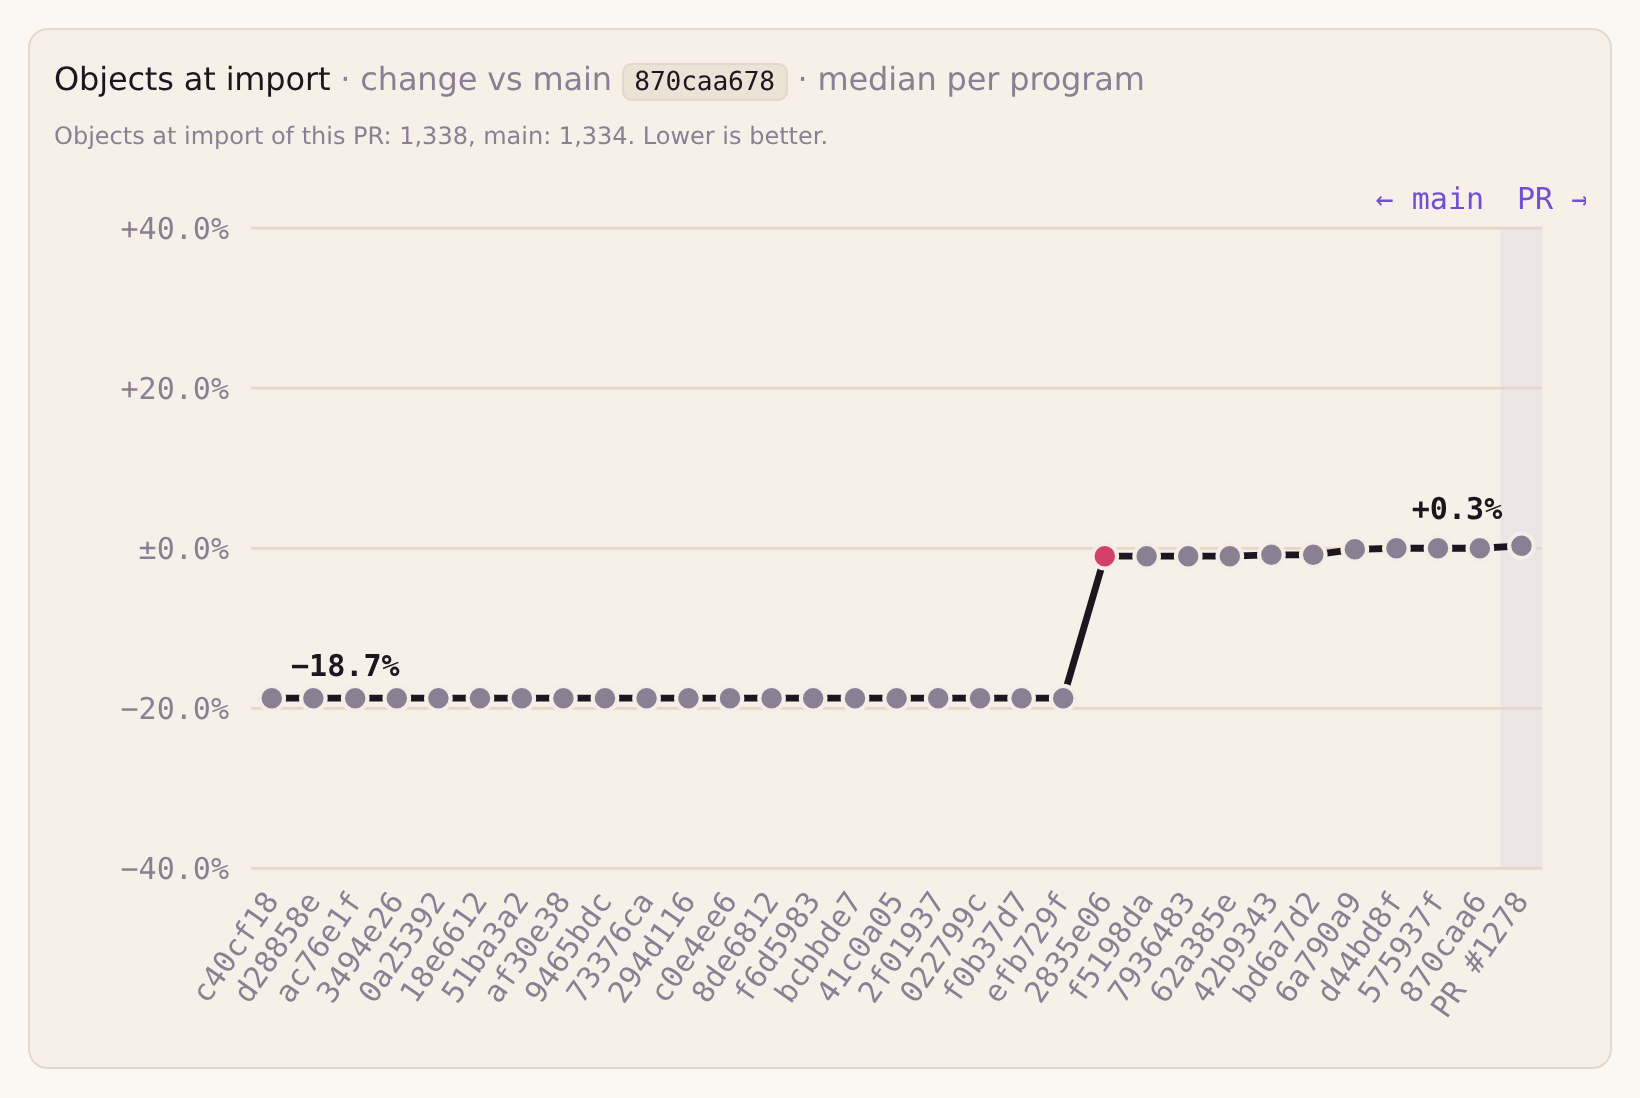 Objects at import · change vs main 870caa678 · median per program
Objects at import of this PR: 1,338, main: 1,334. Lower is better.
← main PR →
+40.0%
+20.0%
±0.0%
−20.0%
−40.0%
−18.7%
+0.3%
c40cf18
d28858e
ac76e1f
3494e26
0a25392
18e6612
51ba3a2
af30e38
9465bdc
73376ca
294d116
c0e4ee6
8de6812
f6d5983
bcbbde7
41c0a05
2f01937
022799c
f0b37d7
efb729f
2835e06
f5198da
7936483
62a385e
42b9343
bd6a7d2
6a790a9
d44bd8f
575937f
870caa6
PR #1278